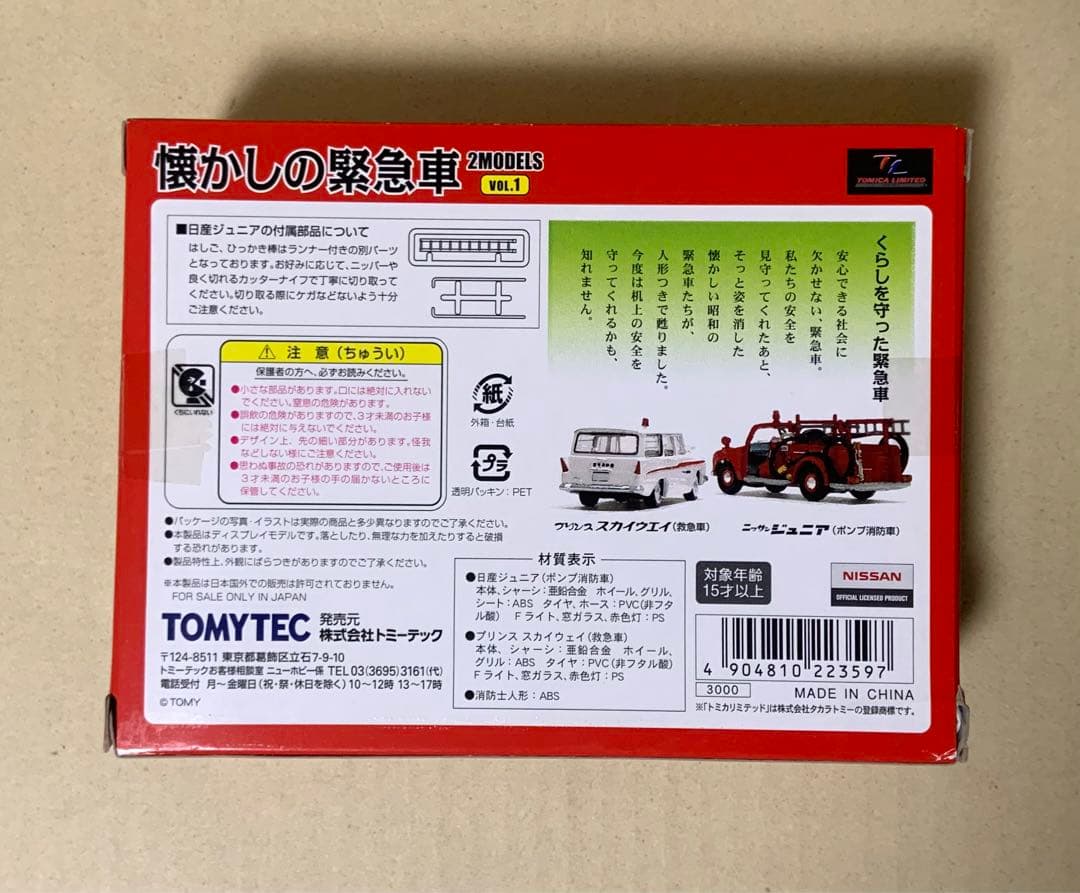 懐かしの緊急車 2MODELS
VOL.1
TL
TOMICA LIMITED
■日産ジュニアの付属部品について
はしご、ひっかき棒はランナー付きの別パーツ
となっております。お好みに応じて、ニッパーや
良く切れるカッターナイフで丁寧に切り取って
ください。切り取る際にケガなどないよう十分
ご注意ください。
くらしを守った緊急車
安心できる社会に
欠かせない、緊急車。
私たちの安全を
見守ってくれたあと、
そっと姿を消した
懐かしい昭和の
緊急車たちが、
人形つきで甦りました。
今度は机上の安全を
守ってくれるかも、
知れません。
くちにいれない
注意(ちゅうい)
保護者の方へ、必ずお読みください。
●小さな部品があります。口には絶対に入れない
でください。窒息の危険があります。
●誤飲の危険がありますので、3才未満のお子様
には絶対に与えないでください。
●デザイン上、先の細い部分があります。怪我
などしない様にご注意ください。
●思わぬ事故の恐れがありますので、ご使用後は
3才未満のお子様の手の届かないところに
保管してください。
紙
外箱・台紙
プラ
透明パッキン:PET
プリンス スカイウエイ(救急車)
ニッサン ジュニア(ポンプ消防車)
●パッケージの写真・イラストは実際の商品と多少異なりますのでご了承ください。
●本製品はディスプレイモデルです。落としたり、無理な力を加えたりすると破損
する恐れがあります。
●製品特性上、外観にばらつきがありますのでご了承ください。
※本製品は日本国外での販売は許可されておりません。
FOR SALE ONLY IN JAPAN
TOMYTEC 発売元
株式会社トミーテック
〒124-8511 東京都葛飾区立石7-9-10
トミーテックお客様相談室 ニューホビー係 TEL 03(3695)3161(代)
電話受付 月~金曜日(祝・祭・休日を除く)10~12時 13~17時
©TOMY
材質表示
●日産ジュニア(ポンプ消防車)
本体、シャーシ:亜鉛合金 ホイール、グリル、
シート:ABS タイヤ、ホース:PVC(非フタ
ル酸) Fライト、窓ガラス、赤色灯:PS
●プリンス スカイウェイ(救急車)
本体、シャーシ:亜鉛合金 ホイール、
グリル:ABS タイヤ:PVC(非フタル酸)
Fライト、窓ガラス、赤色灯:PS
●消防士人形:ABS
対象年齢
15才以上
NISSAN
OFFICIAL LICENSED PRODUCT
4 904810 223597
3000
MADE IN CHINA
※「トミカリミテッド」は株式会社タカラトミーの登録商標です。